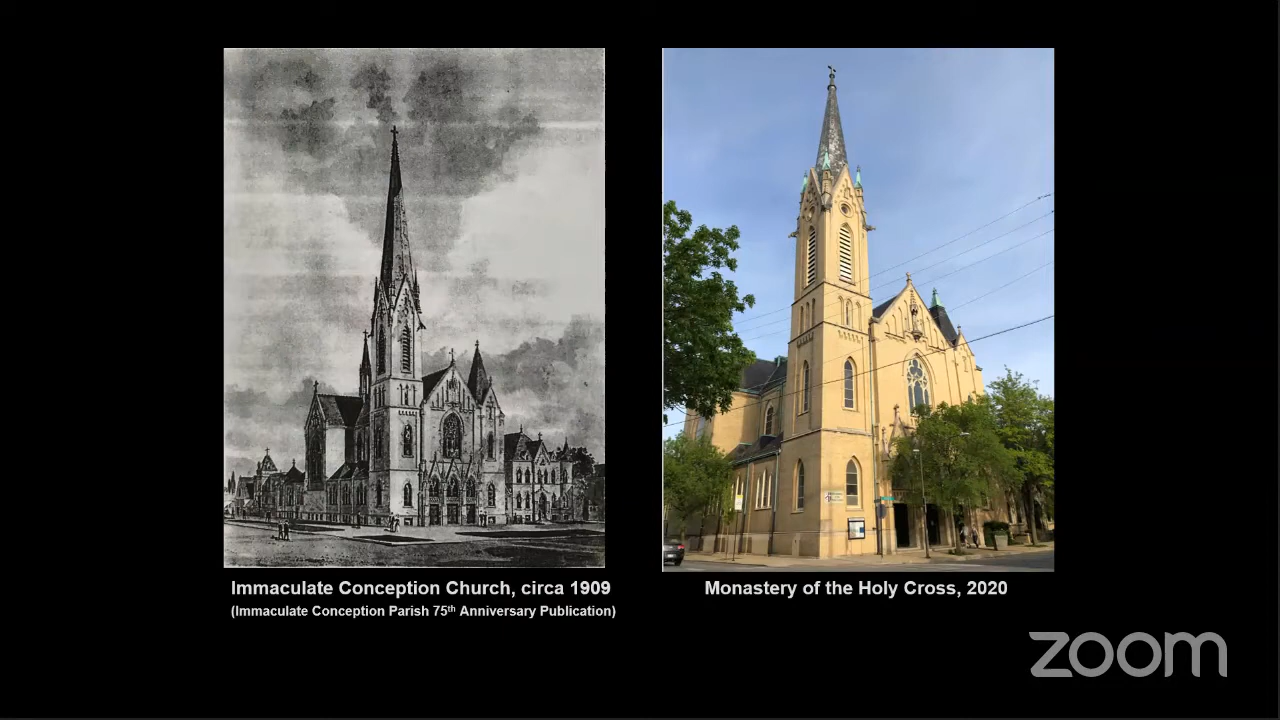 Immaculate Conception Church, circa 1909
(Immaculate Conception Parish 75th Anniversary Publication)
Monastery of the Holy Cross, 2020
zoom